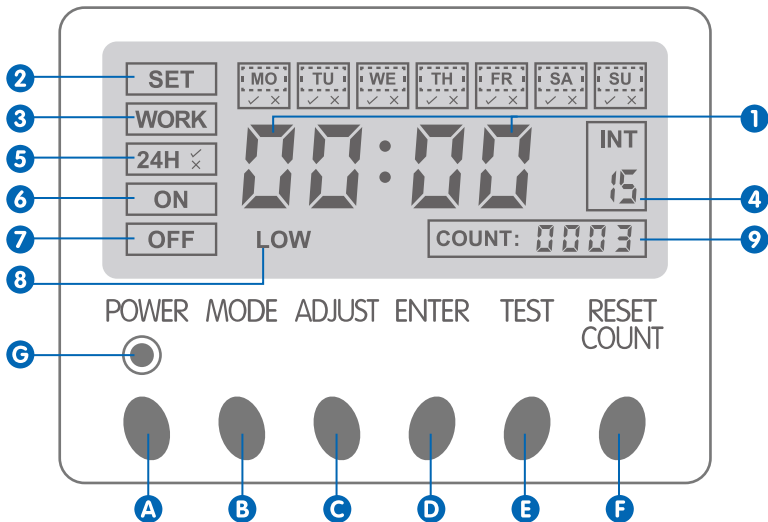 2 SET MO TU WE TH FR SA SU
✓ × ✓ × ✓ × ✓ × ✓ × ✓ × ✓ ×
3 WORK 00:00 INT 1
5 24H ✓ × 15 4
6 ON
7 OFF LOW COUNT: 0003 9
8
POWER MODE ADJUST ENTER TEST RESET COUNT
G
A B C D E F